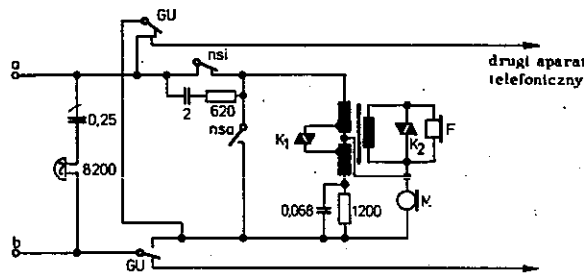 GU
a
nsi
drugi aparat
telefoniczny
2
620
nsa
0,25
K1
K2
F
8200
M
0,068
1200
b
GU